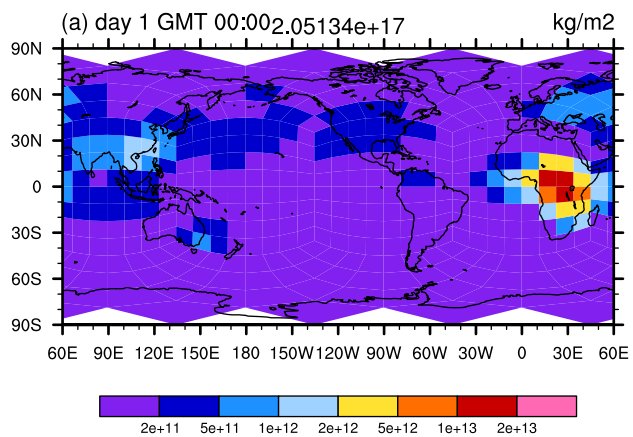 (a) day 1 GMT 00:00 2.05134e+17 kg/m2
90N
60N
30N
0
30S
60S
90S
60E 90E 120E 150E 180 150W 120W 90W 60W 30W 0 30E 60E
2e+11 5e+11 1e+12 2e+12 5e+12 1e+13 2e+13